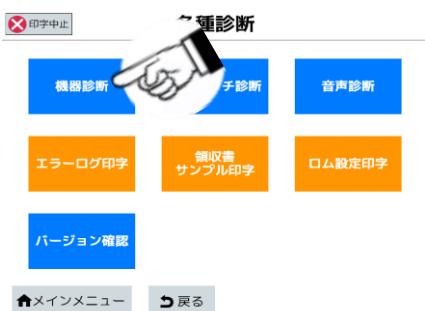 印字中止
種診断
機器診断
チ診断
音声診断
エラーログ印字
領収書
サンプル印字
ロム設定印字
バージョン確認
メインメニュー
戻る